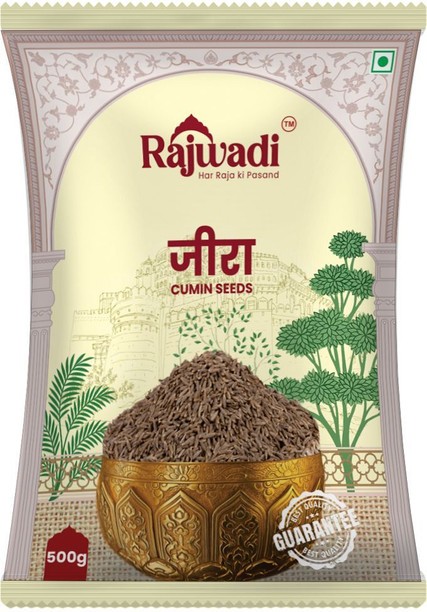 Rajwadi TM
Har Raja ki Pasand
जीरा
CUMIN SEEDS
BEST QUALITY
GUARANTEE
BEST QUALITY
500g